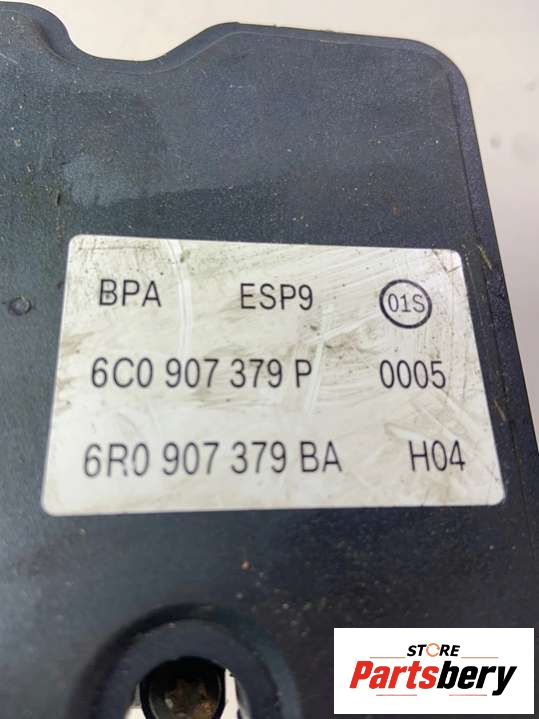 BPA ESP9 01S
6C0 907 379 P 0005
6R0 907 379 BA H04
STORE
Partsbery